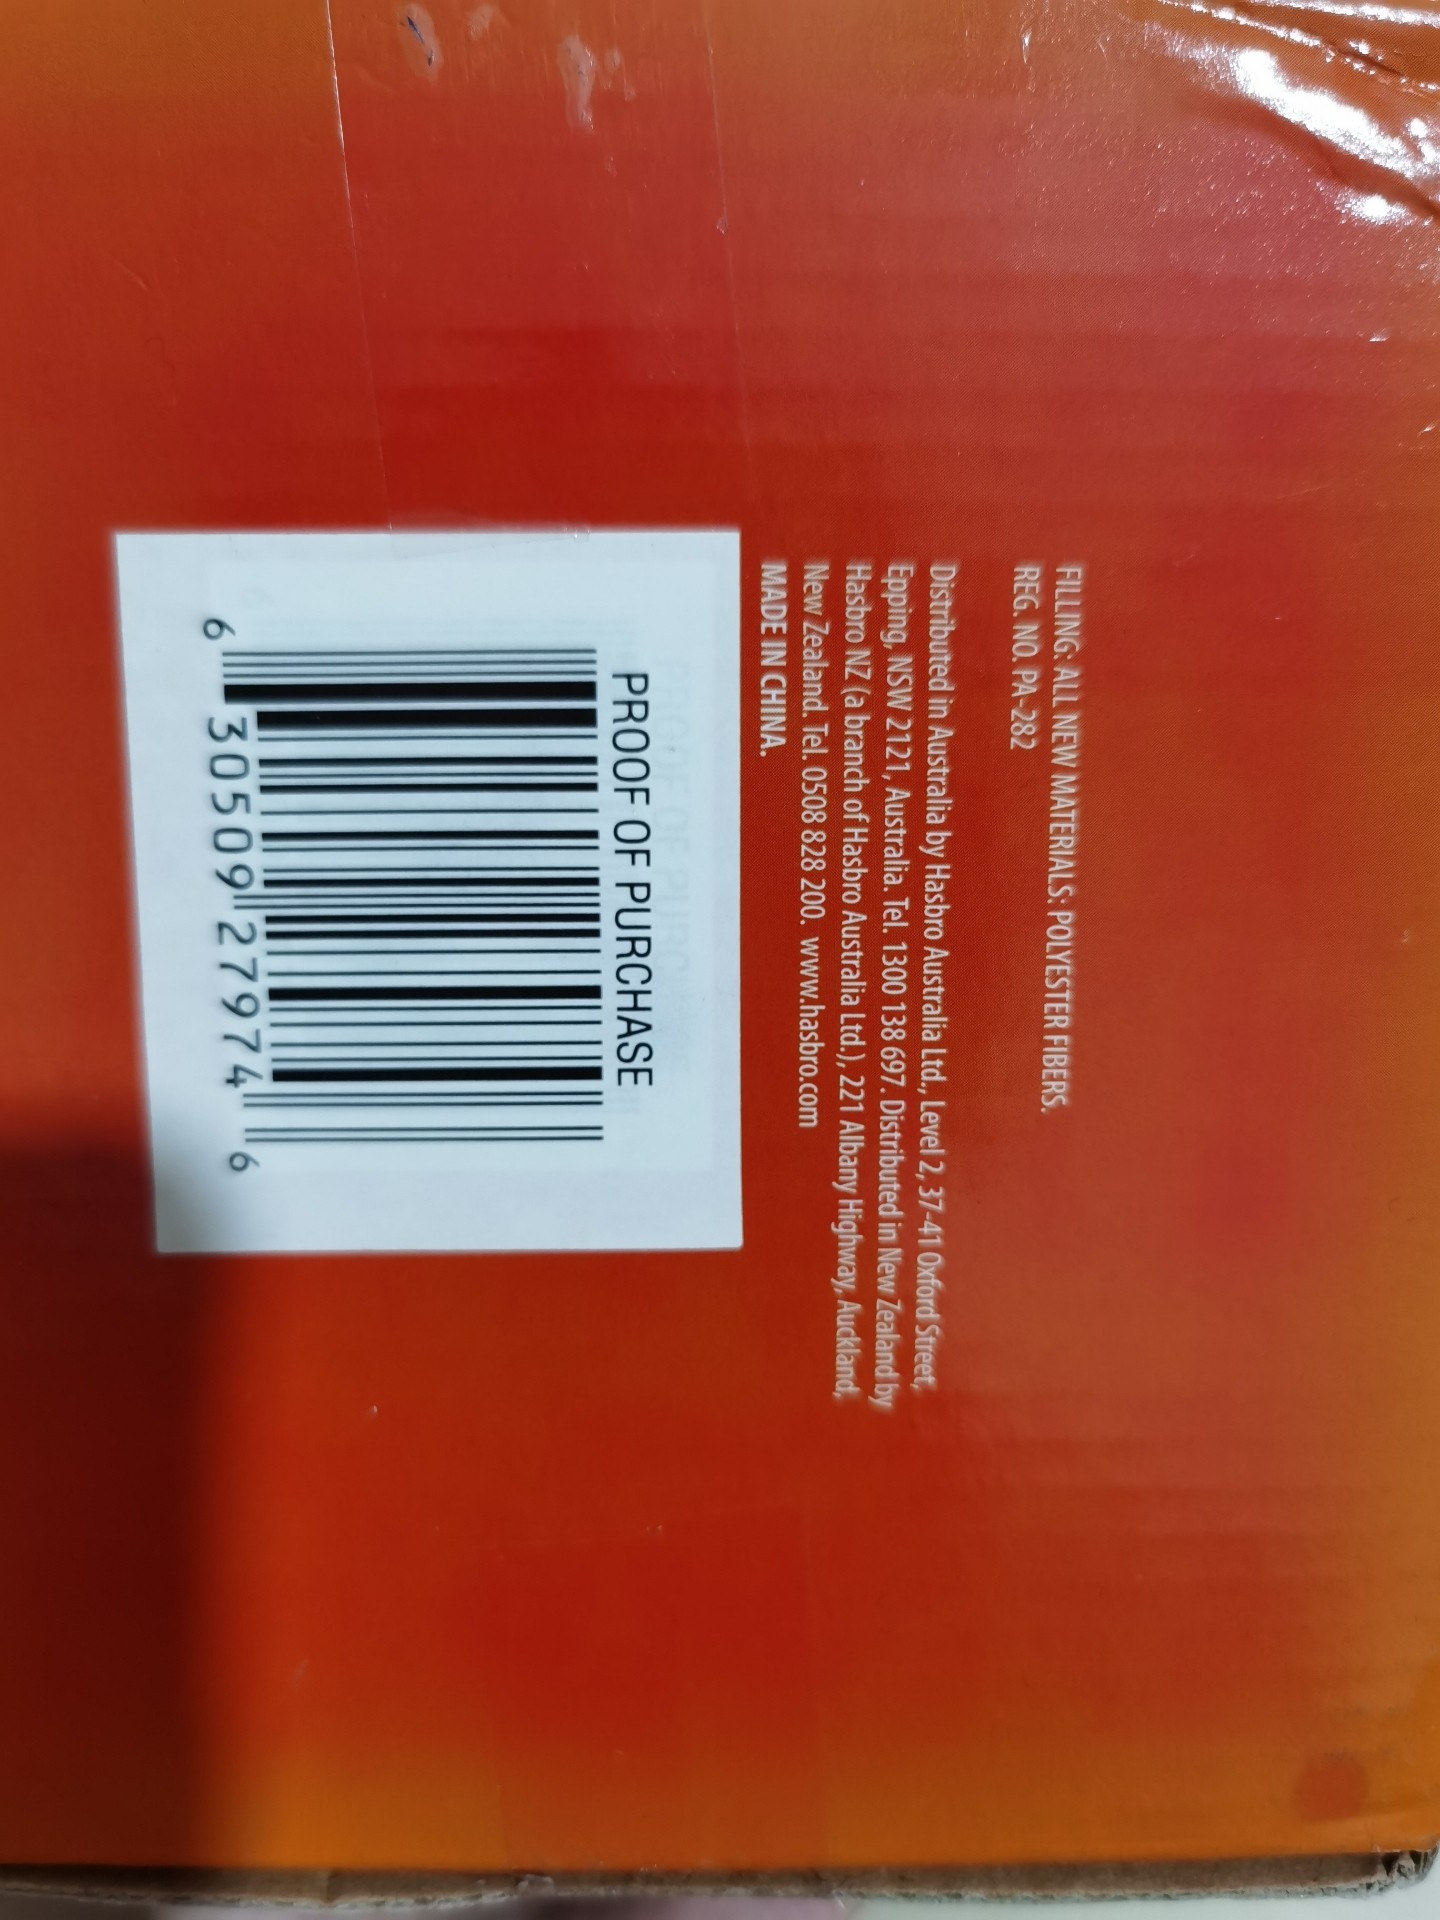 FILLING: ALL NEW MATERIALS: POLYESTER FIBERS.
REG. NO. PA-282
Distributed in Australia by Hasbro Australia Ltd., Level 2, 37-41 Oxford Street,
Epping, NSW 2121, Australia. Tel. 1300 138 697. Distributed in New Zealand by
Hasbro NZ (a branch of Hasbro Australia Ltd.), 221 Albany Highway, Auckland,
New Zealand. Tel. 0508 828 200. www.hasbro.com
MADE IN CHINA.
PROOF OF PURCHASE
6 30509 27974 6